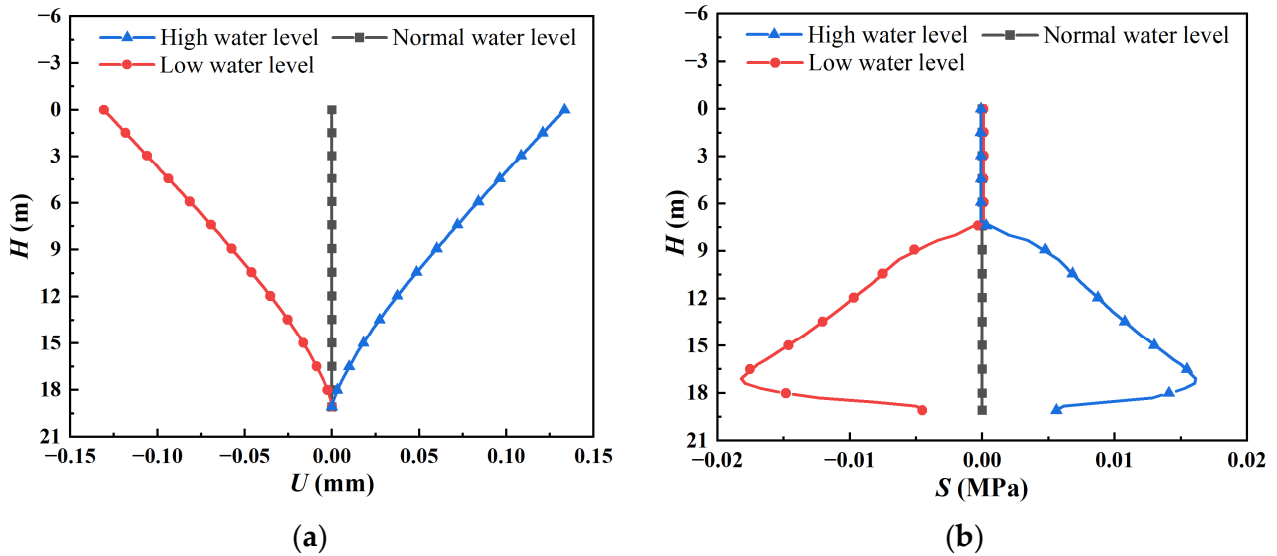 −6
−3
0
3
6
9
12
15
18
21
H (m)
High water level
Normal water level
Low water level
−0.15
−0.10
−0.05
0.00
0.05
0.10
0.15
U (mm)
(a)
−6
−3
0
3
6
9
12
15
18
21
H (m)
High water level
Normal water level
Low water level
−0.02
−0.01
0.00
0.01
0.02
S (MPa)
(b)